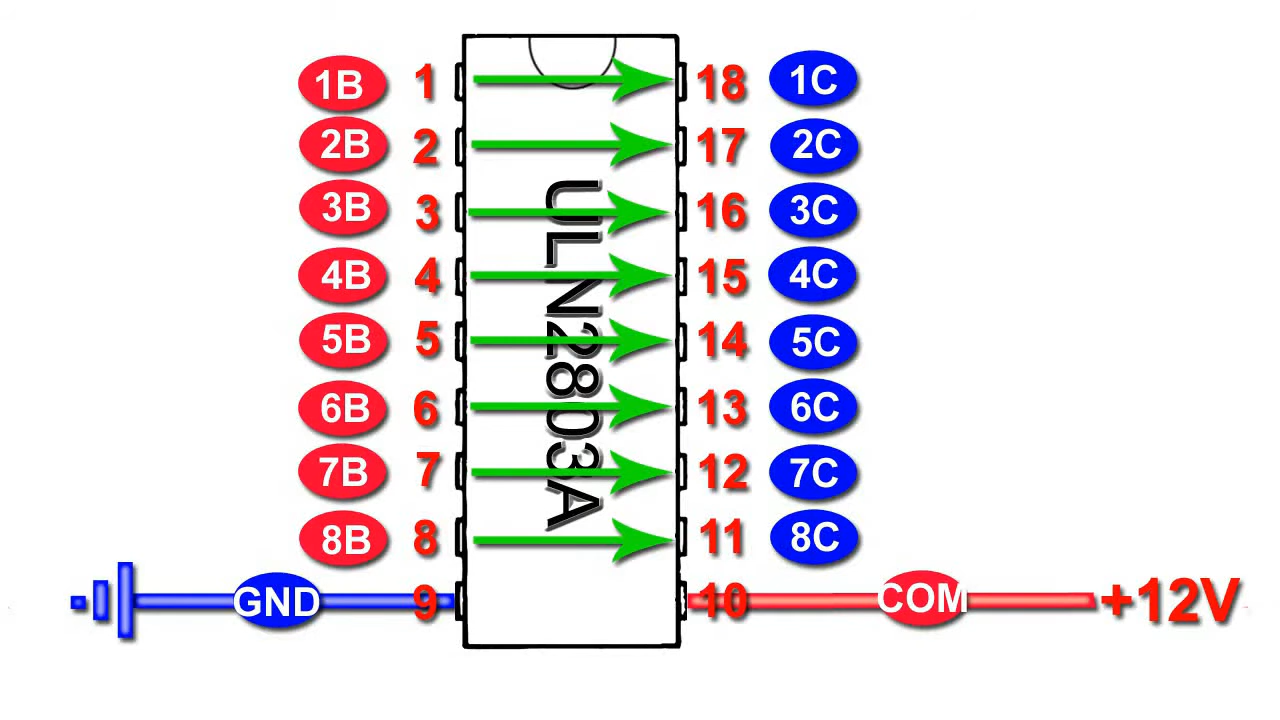 1B 1 18 1C
2B 2 17 2C
3B 3 16 3C
4B 4 15 4C
5B 5 14 5C
6B 6 13 6C
7B 7 12 7C
8B 8 11 8C
GND 9 10 COM +12V
ULN2803A